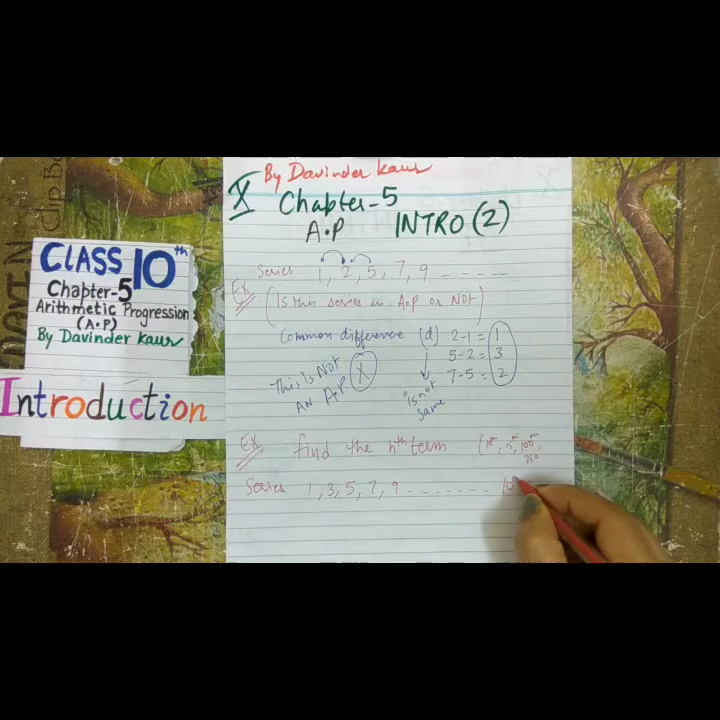 By Davinder kaur
X Chapter-5
A.P INTRO (2)
Series 1, 2, 5, 7, 9 - - - - -
Ex (Is this series in A.P or Not)
Common difference (d) 2-1 = 1
5-2 = 3
7-5 = 2
This Is Not
AN A.P X
is not
same
Ex find the nth term (10th, 15th, 100th,
250
Series 1, 3, 5, 7, 9 - - - - - - - 10th
CLASS 10th
Chapter-5
Arithmetic Progression
(A.P)
By Davinder kaur
Introduction